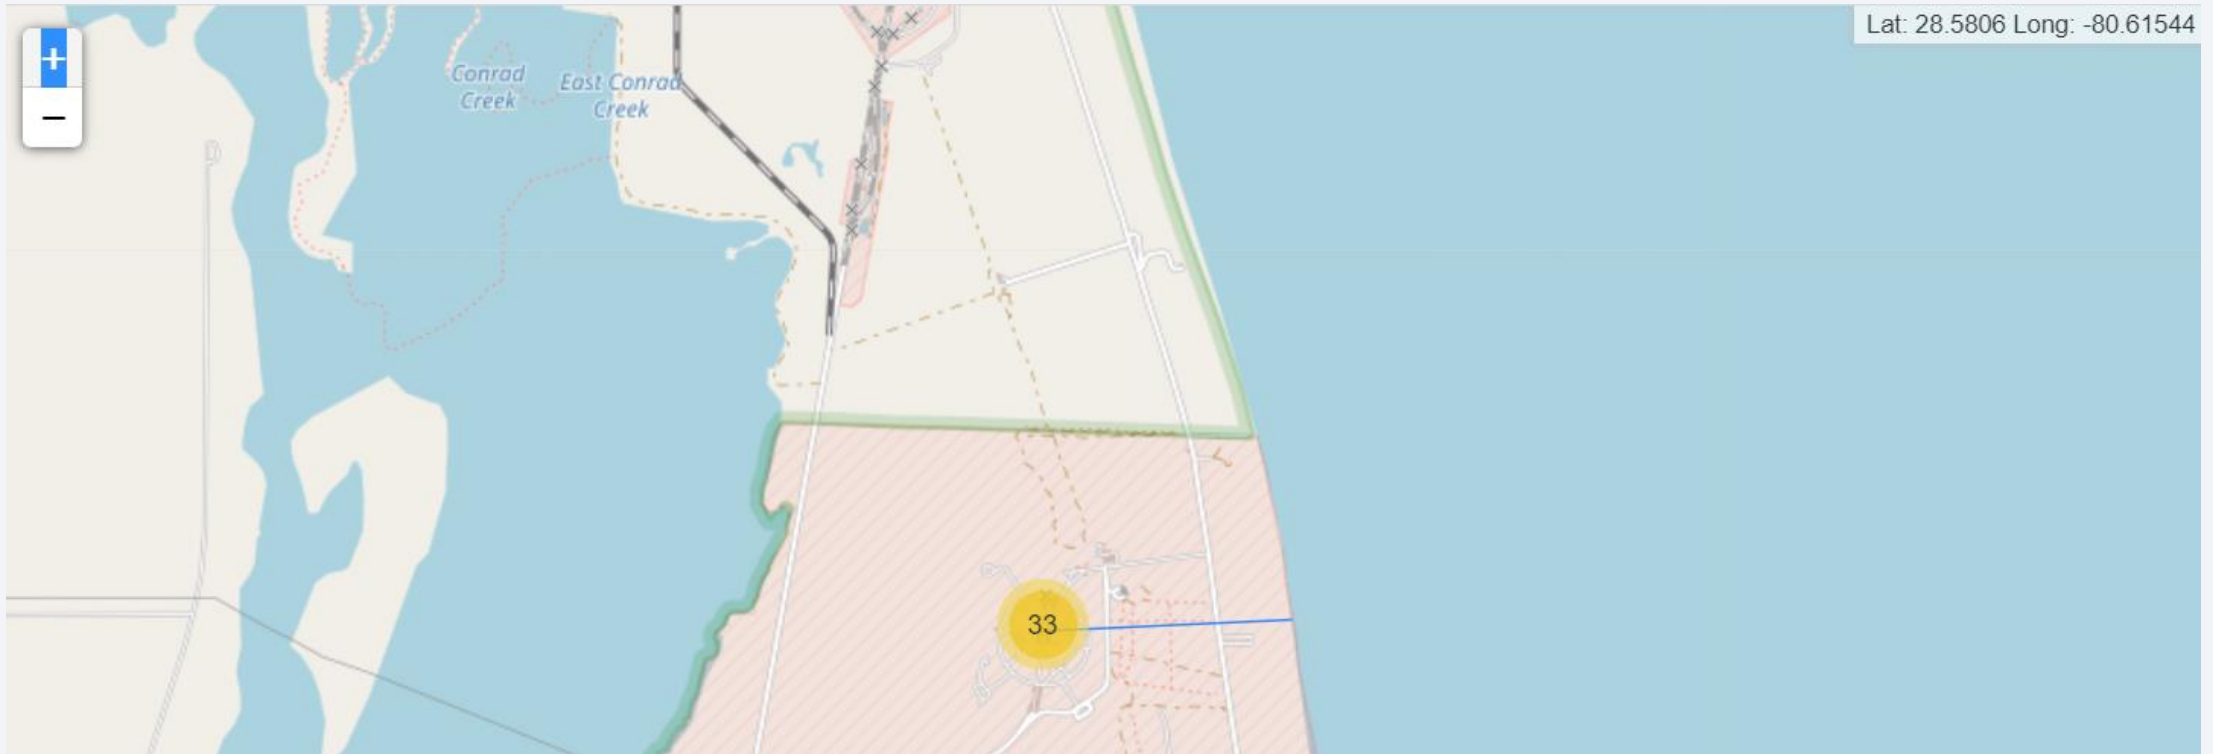 +
Lat: 28.5806 Long: -80.61544
−
Conrad
Creek
East Conrad
Creek
33